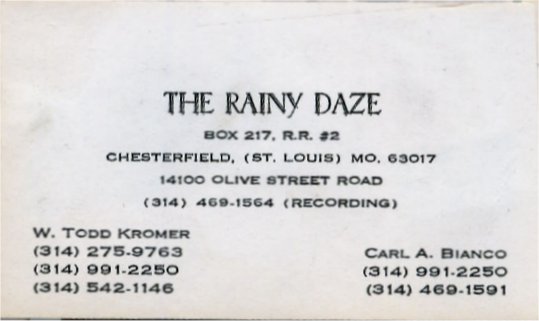 THE RAINY DAZE
BOX 217, R.R. #2
CHESTERFIELD, (ST. LOUIS) MO. 63017
14100 OLIVE STREET ROAD
(314) 469-1564 (RECORDING)
W. TODD KROMER
(314) 275-9763
(314) 991-2250
(314) 542-1146
CARL A. BIANCO
(314) 991-2250
(314) 469-1591